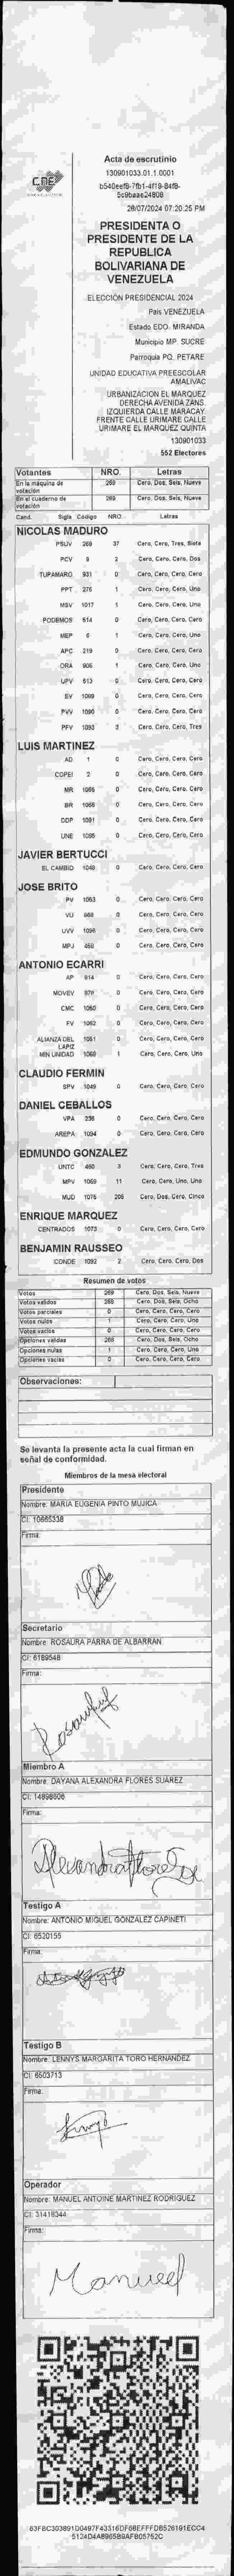 CNE
Acta de escrutinio
130901033.01.1.0001
28/07/2024 07:20:25 PM
PRESIDENTA O
PRESIDENTE DE LA
REPUBLICA
BOLIVARIANA DE
VENEZUELA
ELECCIÓN PRESIDENCIAL 2024
País VENEZUELA
Estado EDO. MIRANDA
Municipio MP. SUCRE
Parroquia PQ. PETARE
UNIDAD EDUCATIVA PREESCOLAR
AMALIVAC
URBANIZACION EL MARQUEZ
DERECHA AVENIDA ZANS.
IZQUIERDA CALLE MARACAY.
FRENTE CALLE URIMARE CALLE
URIMARE EL MARQUEZ QUINTA
130901033
552 Electores
Votantes NRO. Letras
En la máquina de votación 269 Cero, Dos, Seis, Nueve
En el cuaderno de votación 269 Cero, Dos, Seis, Nueve
Cand. Sigla Código NRO. Letras
NICOLAS MADURO
PSUV 269 37 Cero, Cero, Tres, Siete
PCV 9 2 Cero, Cero, Cero, Dos
TUPAMARO 931 0 Cero, Cero, Cero, Cero
PPT 276 1 Cero, Cero, Cero, Uno
MSV 1017 1 Cero, Cero, Cero, Uno
PODEMOS 614 0 Cero, Cero, Cero, Cero
MEP 6 1 Cero, Cero, Cero, Uno
APC 219 0 Cero, Cero, Cero, Cero
ORA 906 1 Cero, Cero, Cero, Uno
UPV 613 0 Cero, Cero, Cero, Cero
EV 1089 0 Cero, Cero, Cero, Cero
PVV 1090 0 Cero, Cero, Cero, Cero
PFV 1093 3 Cero, Cero, Cero, Tres
LUIS MARTINEZ
AD 1 0 Cero, Cero, Cero, Cero
COPEI 2 0 Cero, Cero, Cero, Cero
MR 1065 0 Cero, Cero, Cero, Cero
BR 1066 0 Cero, Cero, Cero, Cero
DDP 1091 0 Cero, Cero, Cero, Cero
UNE 1095 0 Cero, Cero, Cero, Cero
JAVIER BERTUCCI
EL CAMBIO 1048 0 Cero, Cero, Cero, Cero
JOSE BRITO
PV 1063 0 Cero, Cero, Cero, Cero
VU 868 0 Cero, Cero, Cero, Cero
UVV 1096 0 Cero, Cero, Cero, Cero
MPJ 458 0 Cero, Cero, Cero, Cero
ANTONIO ECARRI
AP 914 0 Cero, Cero, Cero, Cero
MOVEV 970 0 Cero, Cero, Cero, Cero
CMC 1050 0 Cero, Cero, Cero, Cero
FV 1062 0 Cero, Cero, Cero, Cero
ALIANZA DEL LAPIZ 1051 0 Cero, Cero, Cero, Cero
MIN UNIDAD 1060 1 Cero, Cero, Cero, Uno
CLAUDIO FERMIN
SPV 1049 0 Cero, Cero, Cero, Cero
DANIEL CEBALLOS
VPA 236 0 Cero, Cero, Cero, Cero
AREPA 1094 0 Cero, Cero, Cero, Cero
EDMUNDO GONZALEZ
UNTC 460 3 Cero, Cero, Cero, Tres
MPV 1059 11 Cero, Cero, Uno, Uno
MUD 1075 205 Cero, Dos, Cero, Cinco
ENRIQUE MARQUEZ
CENTRADOS 1073 0 Cero, Cero, Cero, Cero
BENJAMIN RAUSSEO
CONDE 1092 2 Cero, Cero, Cero, Dos
Resumen de votos
Votos 269 Cero, Dos, Seis, Nueve
Votos validos 268 Cero, Dos, Seis, Ocho
Votos parciales 0 Cero, Cero, Cero, Cero
Votos nulos 1 Cero, Cero, Cero, Uno
Votos vacíos 0 Cero, Cero, Cero, Cero
Opciones válidas 268 Cero, Dos, Seis, Ocho
Opciones nulas 1 Cero, Cero, Cero, Uno
Opciones vacías 0 Cero, Cero, Cero, Cero
Observaciones:
Se levanta la presente acta la cual firman en
señal de conformidad.
Miembros de la mesa electoral
Presidente
Nombre: MARIA EUGENIA PINTO MUJICA
CI: 10665338
Firma:
Secretario
Nombre: ROSAURA PARRA DE ALBARRAN
CI: 6189548
Firma:
Miembro A
Nombre: DAYANA ALEXANDRA FLORES SUAREZ
CI: 14898606
Firma:
Alexandra Flores
Testigo A
Nombre: ANTONIO MIGUEL GONZALEZ CAPINETI
CI: 6520155
Firma:
Testigo B
Nombre: LENNYS MARGARITA TORO HERNANDEZ
CI: 6503713
Firma:
Operador
Nombre: MANUEL ANTOINE MARTINEZ RODRIGUEZ
CI: 31418344
Firma:
Manuel